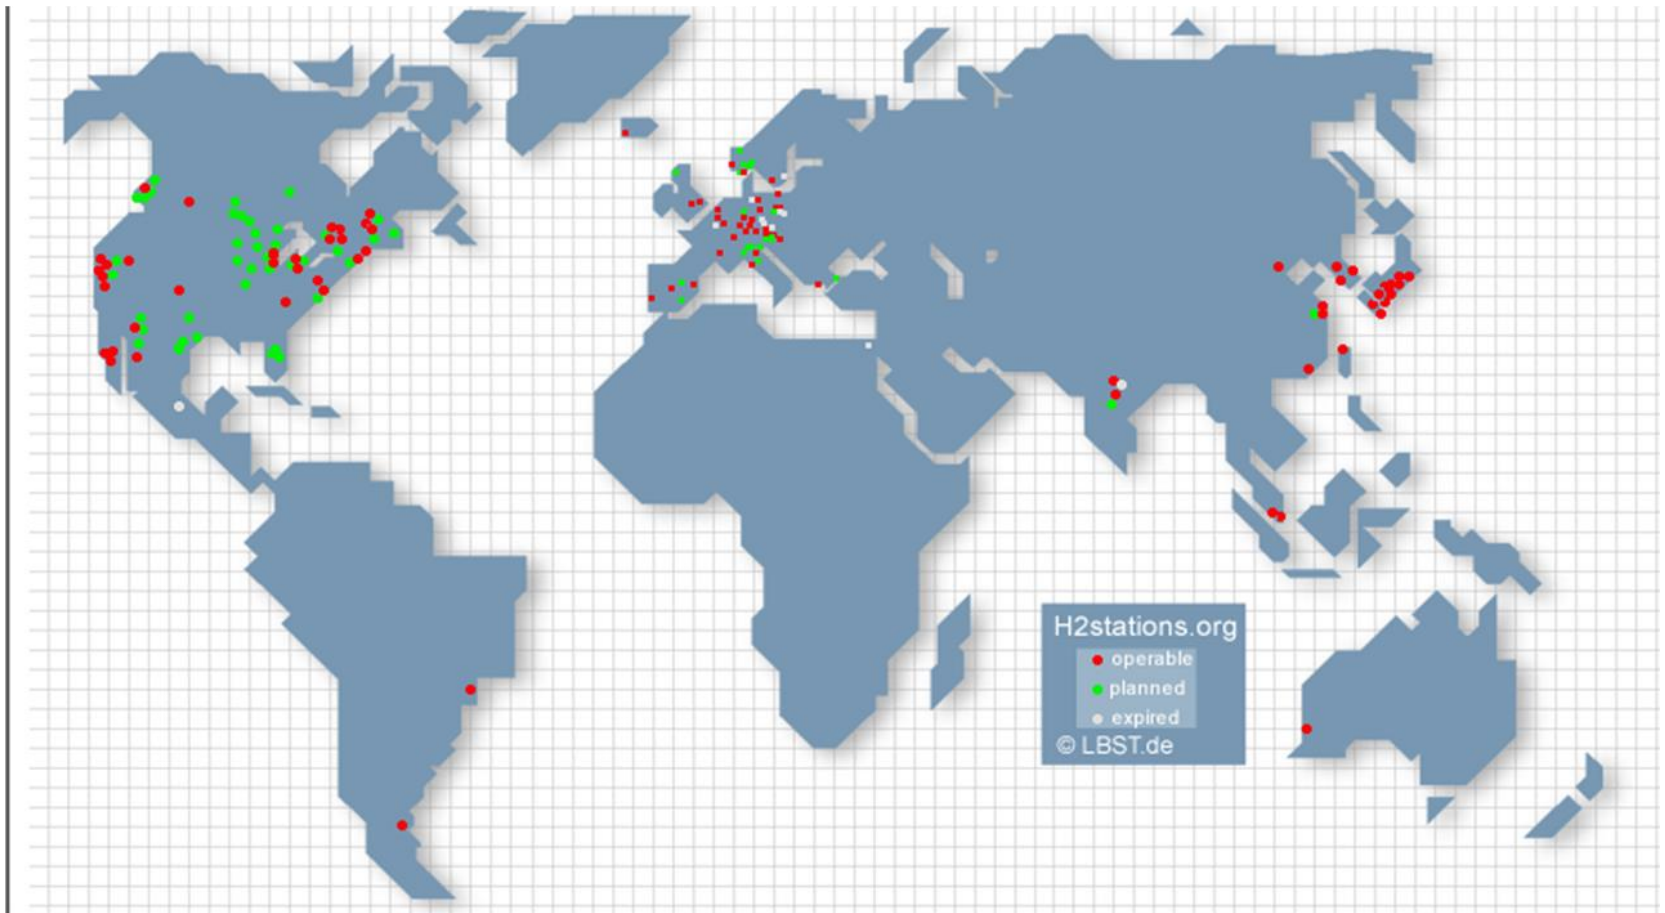 H2stations.org
operable
planned
expired
© LBST.de